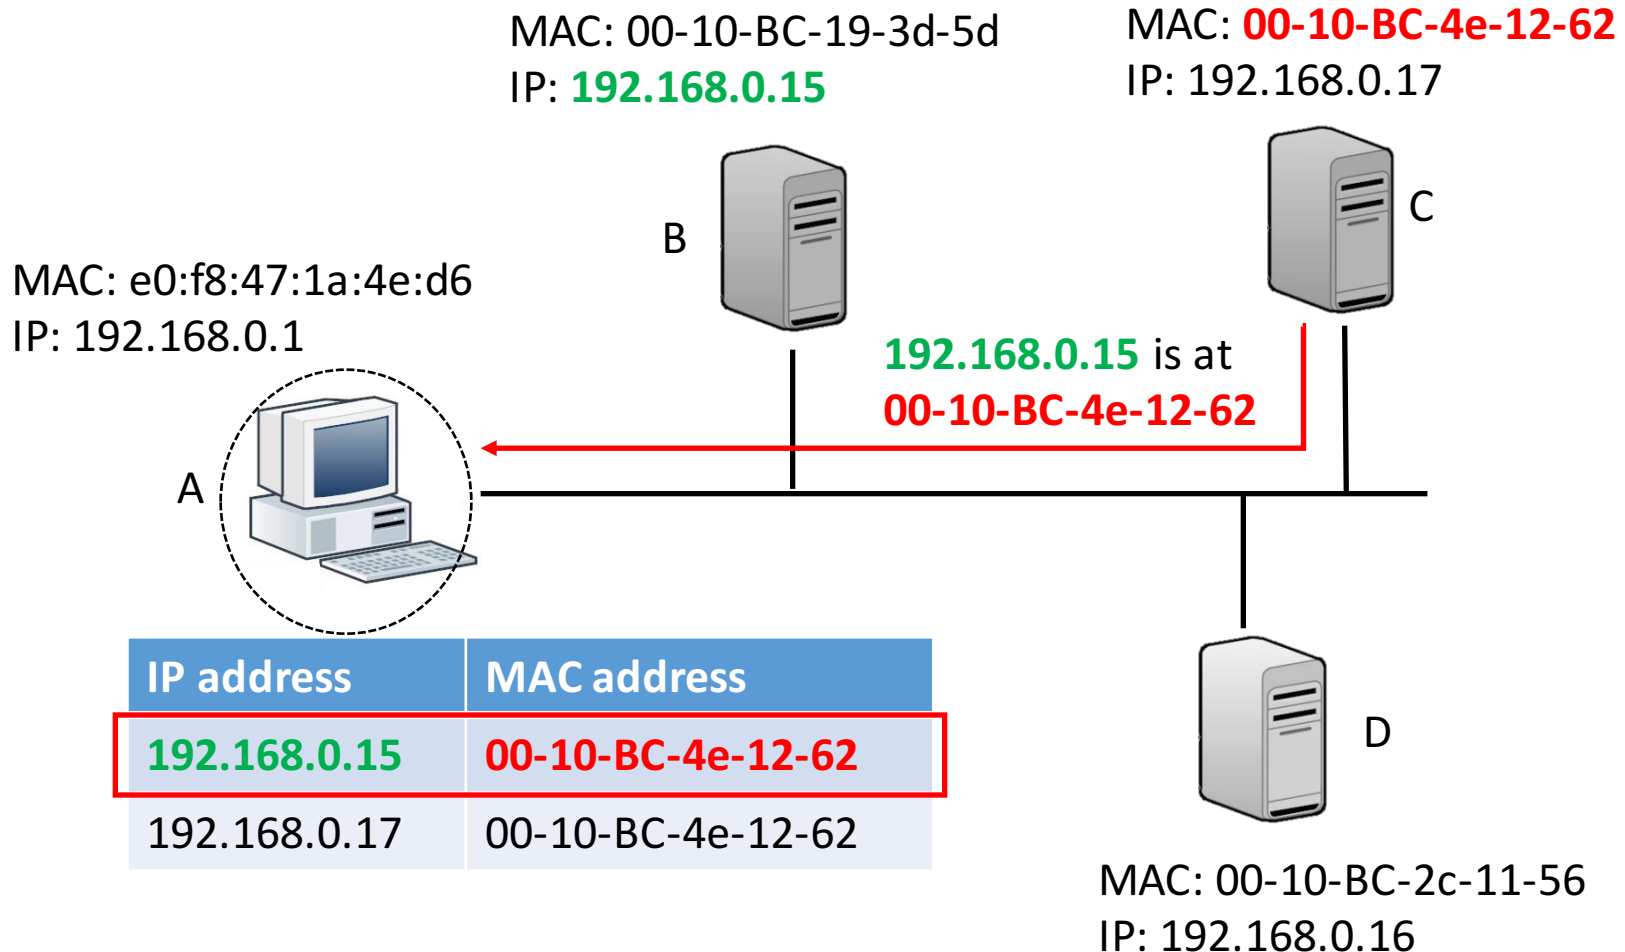 MAC: 00-10-BC-19-3d-5d
IP: 192.168.0.15
MAC: 00-10-BC-4e-12-62
IP: 192.168.0.17
B
C
MAC: e0:f8:47:1a:4e:d6
IP: 192.168.0.1
192.168.0.15 is at
00-10-BC-4e-12-62
A
IP address MAC address
192.168.0.15 00-10-BC-4e-12-62
192.168.0.17 00-10-BC-4e-12-62
D
MAC: 00-10-BC-2c-11-56
IP: 192.168.0.16